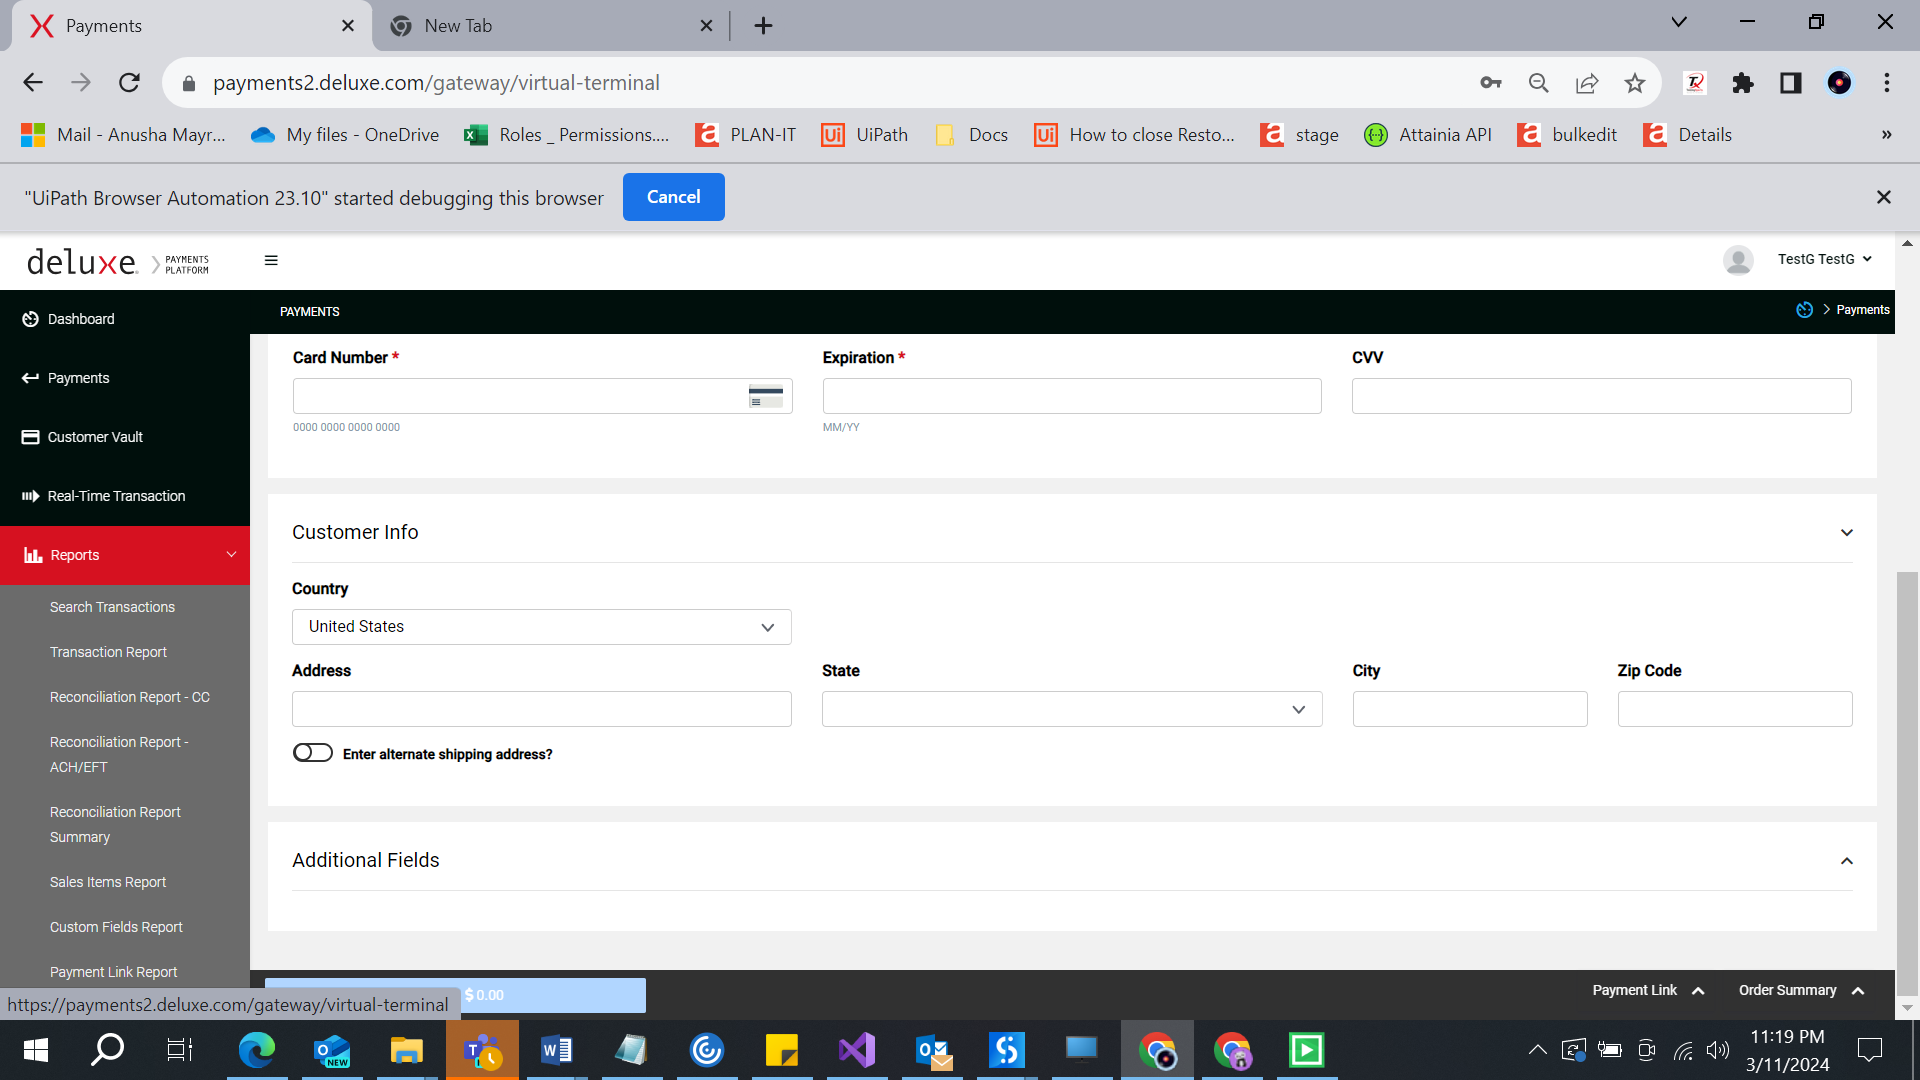 Payments
New Tab
payments2.deluxe.com/gateway/virtual-terminal
Mail - Anusha Mayr...
My files - OneDrive
Roles _ Permissions....
PLAN-IT
UiPath
Docs
How to close Resto...
stage
Attainia API
bulkedit
Details
»
"UiPath Browser Automation 23.10" started debugging this browser
Cancel
deluxe. PAYMENTS
PLATFORM
TestG TestG
Dashboard
Payments
Customer Vault
Real-Time Transaction
Reports
Search Transactions
Transaction Report
Reconciliation Report - CC
Reconciliation Report -
ACH/EFT
Reconciliation Report
Summary
Sales Items Report
Custom Fields Report
Payment Link Report
https://payments2.deluxe.com/gateway/virtual-terminal
PAYMENTS
Payments
Card Number *
Expiration *
CVV
0000 0000 0000 0000
MM/YY
Customer Info
Country
United States
Address
State
City
Zip Code
Enter alternate shipping address?
Additional Fields
$ 0.00
Payment Link
Order Summary
NEW
11:19 PM
3/11/2024